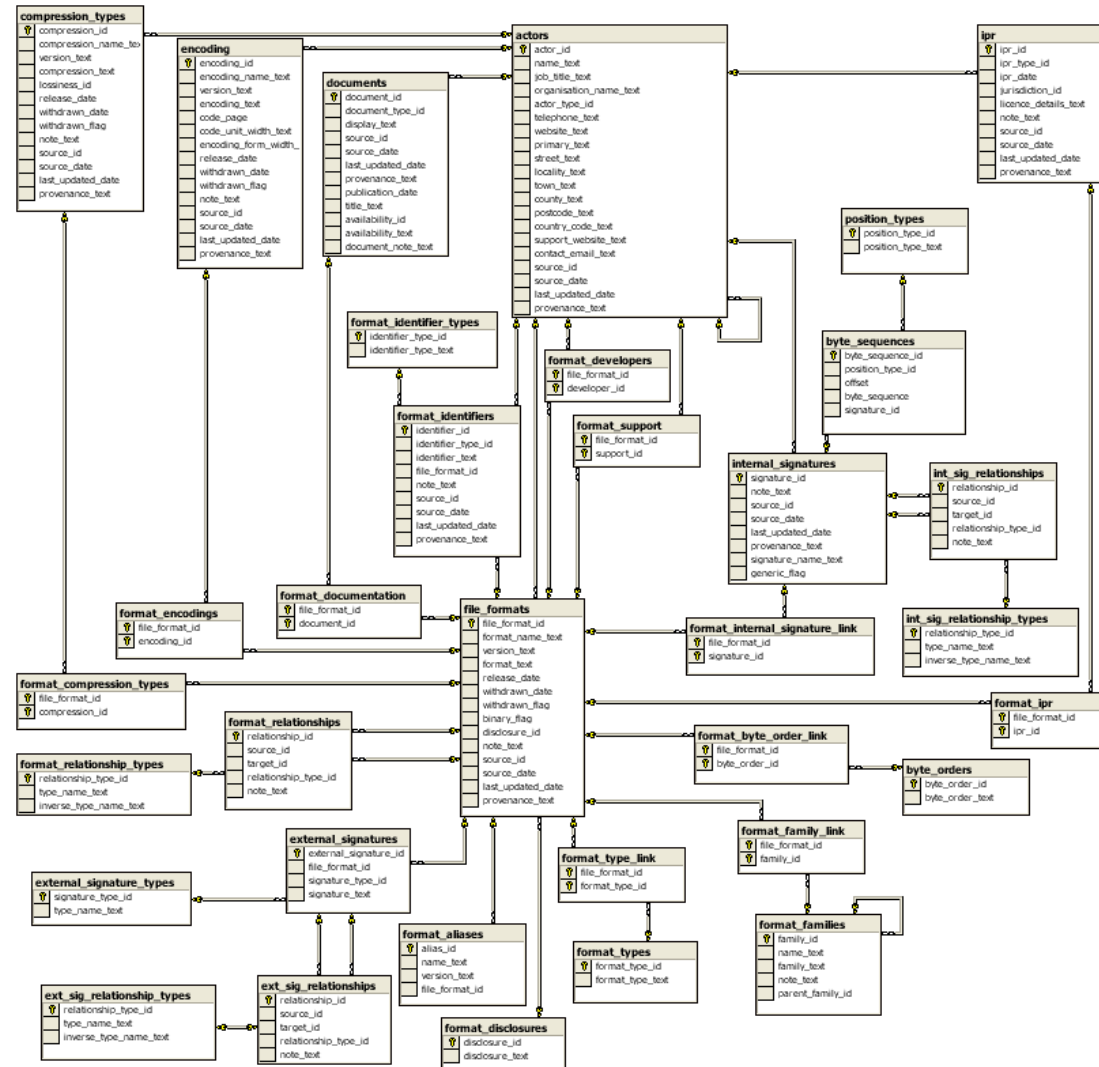 compression_types
compression_id
compression_name_te
version_text
compression_text
lossiness_id
release_date
withdrawn_date
withdrawn_flag
note_text
source_id
source_date
last_updated_date
provenance_text
encoding
encoding_id
encoding_name_text
version_text
encoding_text
code_page
code_unit_width_text
encoding_form_width_
release_date
withdrawn_date
withdrawn_flag
note_text
source_id
source_date
last_updated_date
provenance_text
documents
document_id
document_type_id
display_text
source_id
source_date
last_updated_date
provenance_text
publication_date
title_text
availability_id
availability_text
document_note_text
actors
actor_id
name_text
job_title_text
organisation_name_text
actor_type_id
telephone_text
website_text
primary_text
street_text
locality_text
town_text
county_text
postcode_text
country_code_text
support_website_text
contact_email_text
source_id
source_date
last_updated_date
provenance_text
ipr
ipr_id
ipr_type_id
ipr_date
jurisdiction_id
licence_details_text
note_text
source_id
source_date
last_updated_date
provenance_text
position_types
position_type_id
position_type_text
format_identifier_types
identifier_type_id
identifier_type_text
format_developers
file_format_id
developer_id
byte_sequences
byte_sequence_id
position_type_id
offset
byte_sequence
signature_id
format_identifiers
identifier_id
identifier_type_id
identifier_text
file_format_id
note_text
source_id
source_date
last_updated_date
provenance_text
format_support
file_format_id
support_id
internal_signatures
signature_id
note_text
source_id
source_date
last_updated_date
provenance_text
signature_name_text
generic_flag
int_sig_relationships
relationship_id
source_id
target_id
relationship_type_id
note_text
format_encodings
file_format_id
encoding_id
format_documentation
file_format_id
document_id
file_formats
file_format_id
format_name_text
version_text
format_text
release_date
withdrawn_date
withdrawn_flag
binary_flag
disclosure_id
note_text
source_id
source_date
last_updated_date
provenance_text
format_internal_signature_link
file_format_id
signature_id
int_sig_relationship_types
relationship_type_id
type_name_text
inverse_type_name_text
format_compression_types
file_format_id
compression_id
format_relationships
relationship_id
source_id
target_id
relationship_type_id
note_text
format_ipr
file_format_id
ipr_id
format_relationship_types
relationship_type_id
type_name_text
inverse_type_name_text
format_byte_order_link
file_format_id
byte_order_id
byte_orders
byte_order_id
byte_order_text
external_signatures
external_signature_id
file_format_id
signature_type_id
signature_text
format_family_link
file_format_id
family_id
format_type_link
file_format_id
format_type_id
external_signature_types
signature_type_id
type_name_text
format_aliases
alias_id
name_text
version_text
file_format_id
format_types
format_type_id
format_type_text
format_families
family_id
name_text
family_text
note_text
parent_family_id
ext_sig_relationship_types
relationship_type_id
type_name_text
inverse_type_name_text
ext_sig_relationships
relationship_id
source_id
target_id
relationship_type_id
note_text
format_disclosures
disclosure_id
disclosure_text